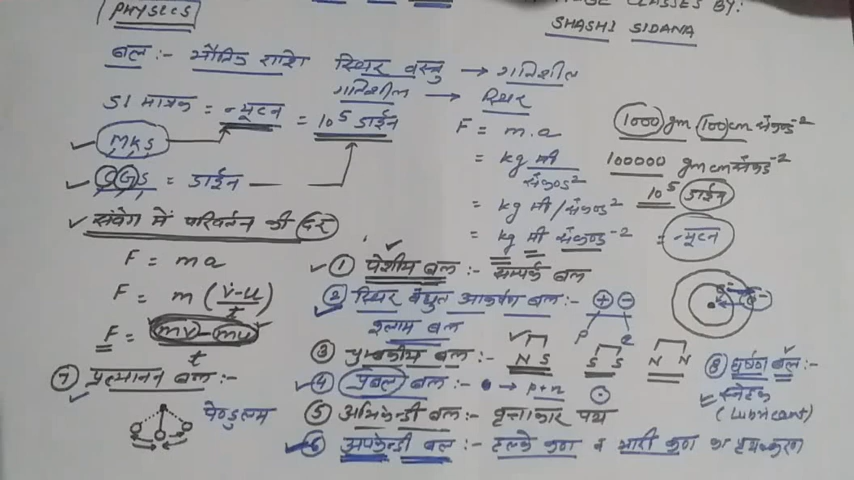 PHYSICS
CLASSES BY:
SHASHI SIDANA
बल :- भौतिक राशि स्थिर वस्तु → गतिशील
गतिशील → स्थिर
SI मात्रक = न्यूटन = 10⁵ डाईन
MKS
CGS = डाईन
F = m.a
= kg मी
सैकण्ड²
= kg मी/सैकण्ड²
= kg मी सैकण्ड⁻² = न्यूटन
1000 gm 100 cm सैकण्ड⁻²
100000 gm cm सैकण्ड⁻²
10⁵ डाईन
संवेग में परिवर्तन की दर
F = ma
F = m (v-u/t)
F = mv - mu
t
① पेशीय बल :- सम्पर्क बल
② स्थिर वैधुत आकर्षण बल :- + -
P e
③ चुम्बकीय बल :- N S S S N N
④ प्रबल बल :- → p+n
⑤ अभिकेन्द्री बल :- वृत्ताकार पथ
⑥ अपकेन्द्री बल :- हल्के कण व भारी कण का पृथक्करण
⑦ प्रत्यानन बल :-
पेण्डुलम
⑧ घर्षण बल :-
स्नेहक
(Lubricant)